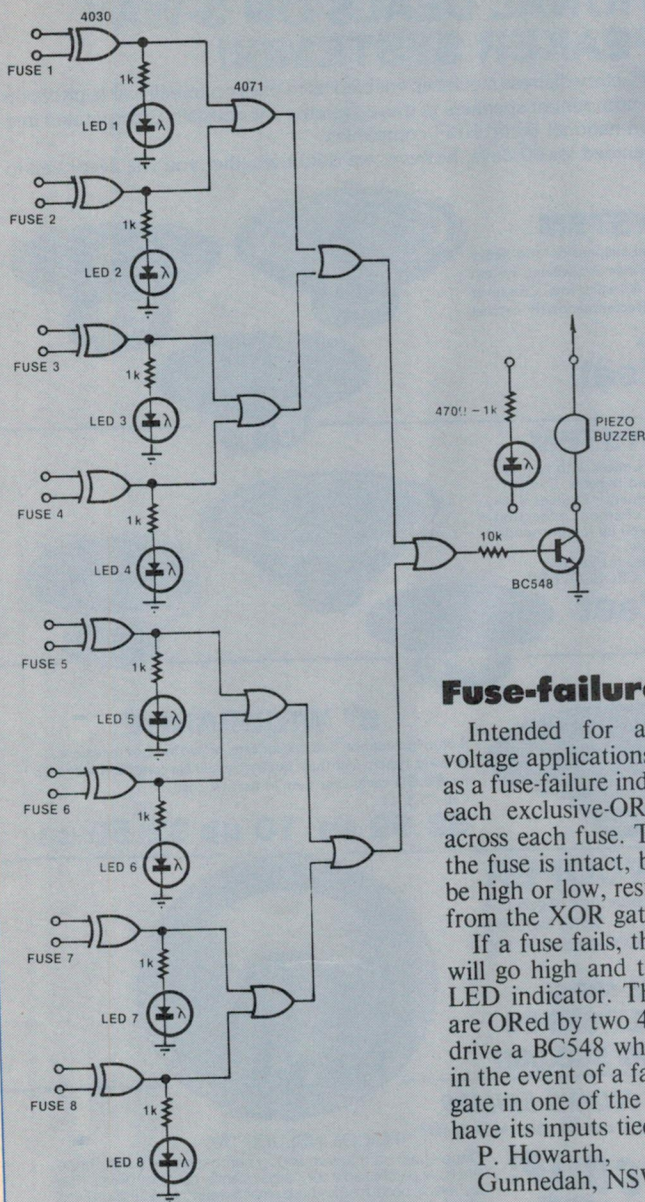 4030
FUSE 1
1k
LED 1
4071
FUSE 2
1k
LED 2
FUSE 3
1k
LED 3
FUSE 4
1k
LED 4
470Ω – 1k
PIEZO
BUZZER
10k
BC548
FUSE 5
1k
LED 5
FUSE 6
1k
LED 6
FUSE 7
1k
LED 7
FUSE 8
1k
LED 8
Fuse-failure
Intended for a
voltage applications
as a fuse-failure ind
each exclusive-OR
across each fuse. T
the fuse is intact, b
be high or low, res
from the XOR gat
If a fuse fails, th
will go high and t
LED indicator. Th
are ORed by two 4
drive a BC548 wh
in the event of a fa
gate in one of the
have its inputs tied
P. Howarth,
Gunnedah, NSW